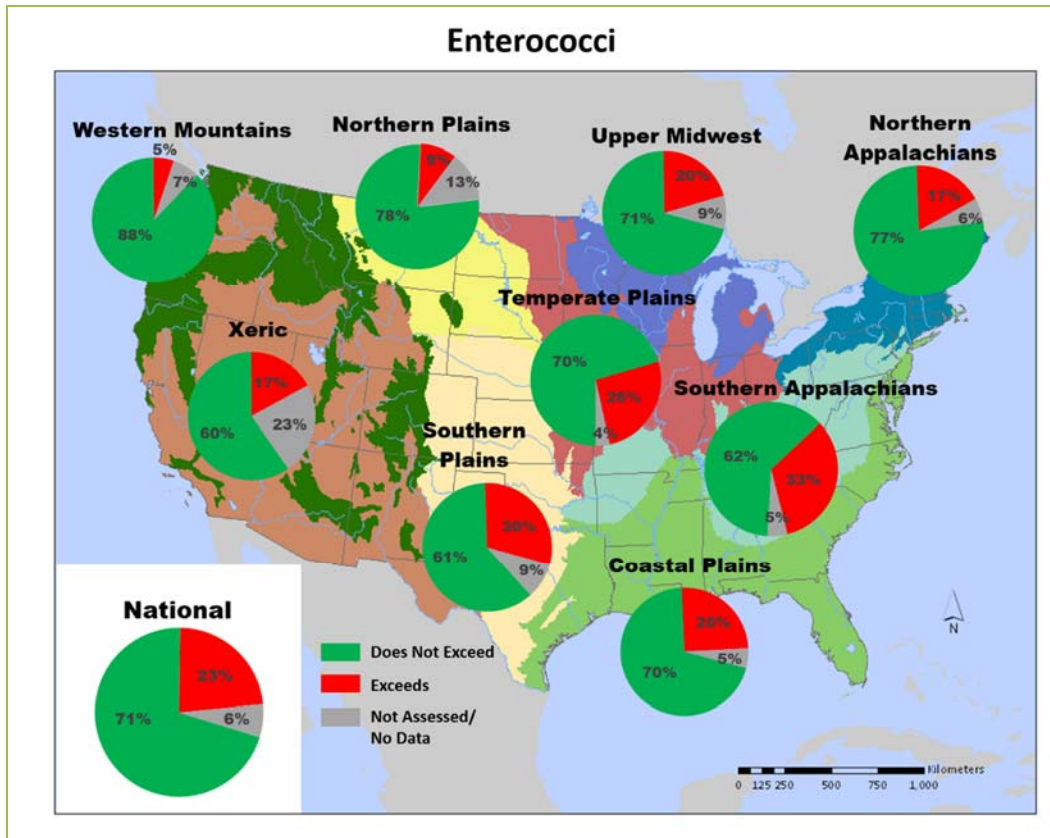 Enterococci
Western Mountains
5%
7%
88%
Northern Plains
9%
13%
78%
Upper Midwest
20%
9%
71%
Northern
Appalachians
17%
6%
77%
Xeric
17%
23%
60%
Temperate Plains
70%
26%
4%
Southern Appalachians
62%
33%
5%
Southern
Plains
30%
61%
9%
Coastal Plains
5%
70%
National
23%
71%
6%
Does Not Exceed
Exceeds
Not Assessed/
No Data
N
Kilometers
0 125 250 500 750 1,000